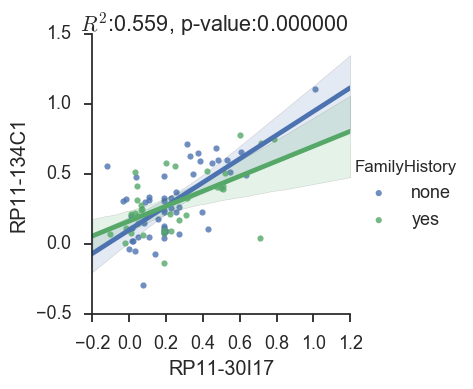 R²:0.559, p-value:0.000000
1.5
1.0
0.5
0.0
−0.5
RP11-134C1
−0.2 0.0 0.2 0.4 0.6 0.8 1.0 1.2
RP11-30I17
FamilyHistory
none
yes